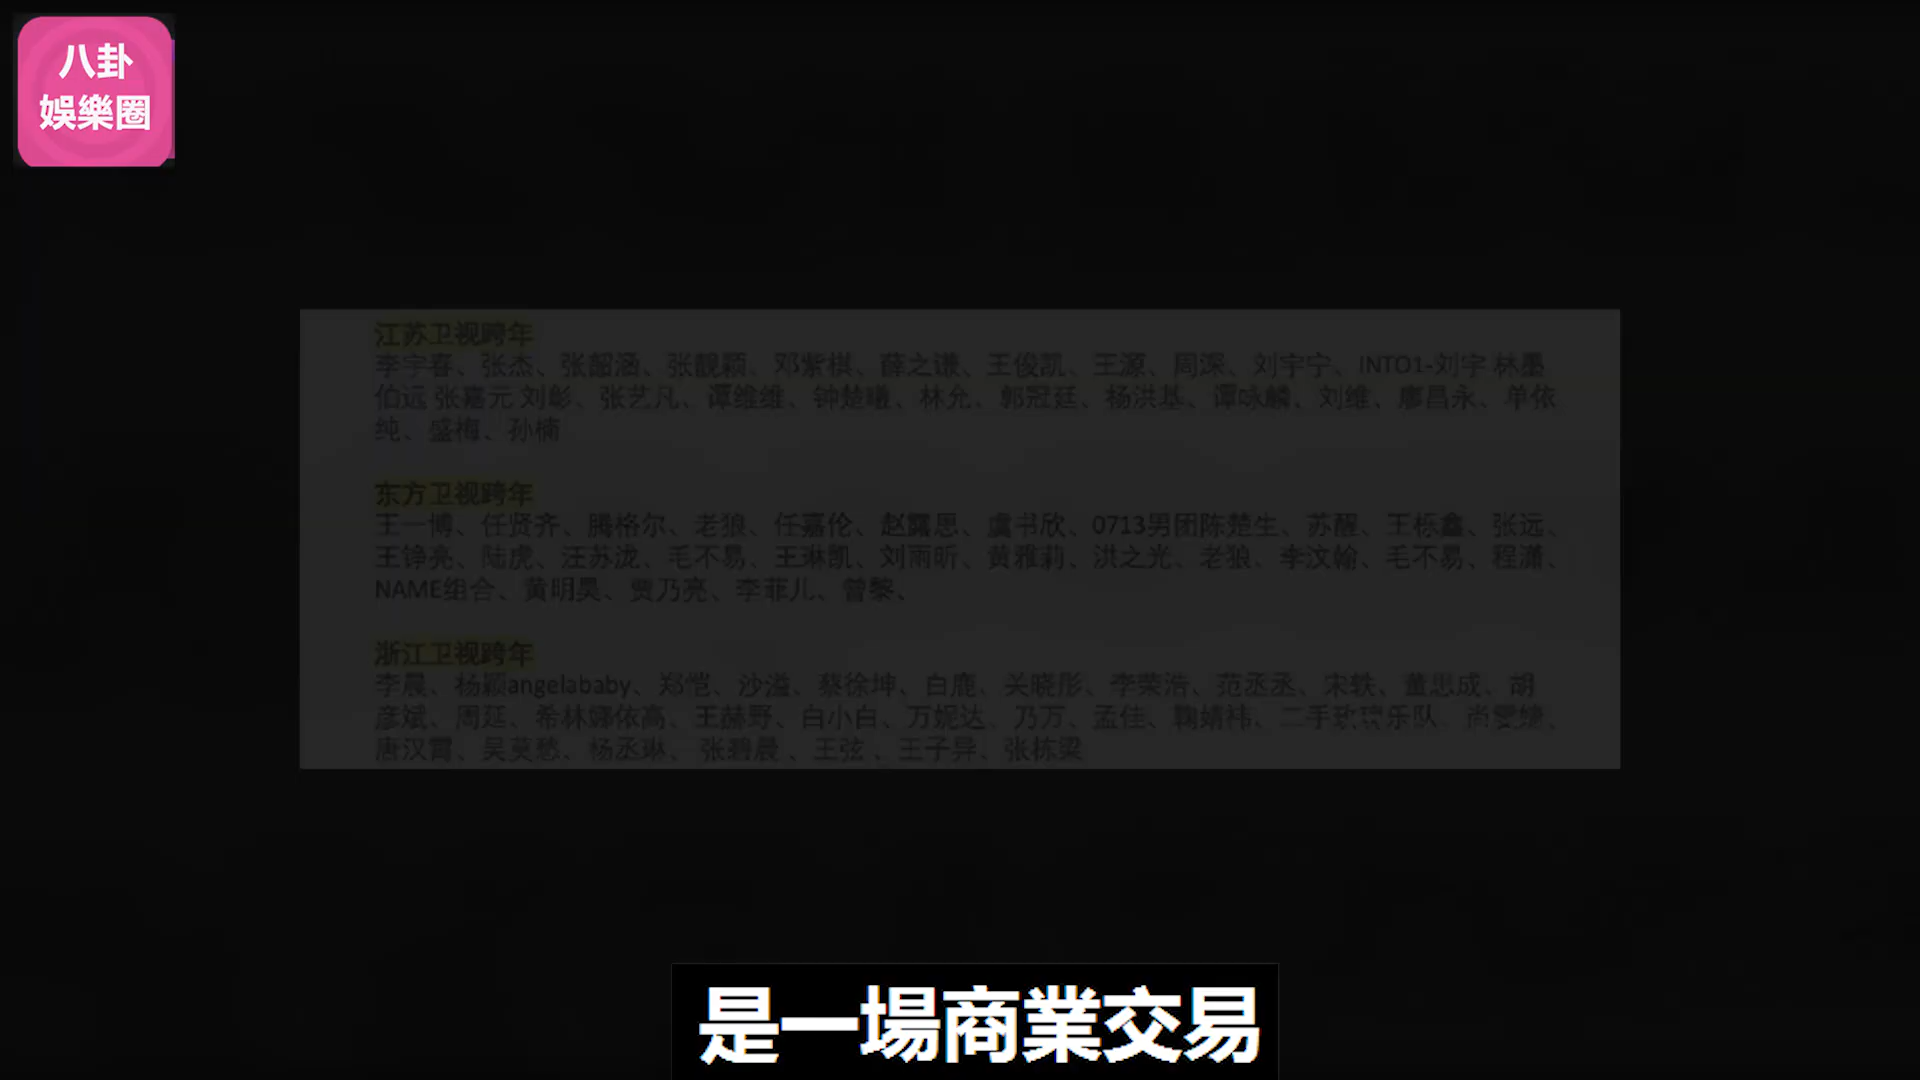 八卦
娛樂圈
江苏卫视跨年
李宇春、张杰、张韶涵、张靓颖、邓紫棋、薛之谦、王俊凯、王源、周深、刘宇宁、INTO1-刘宇 林墨
伯远 张嘉元 刘彰、张艺凡、谭维维、钟楚曦、林允、郭冠廷、杨洪基、谭咏麟、刘维、廖昌永、单依
纯、盛梅、孙楠
东方卫视跨年
王一博、任贤齐、腾格尔、老狼、任嘉伦、赵露思、虞书欣、0713男团陈楚生、苏醒、王栎鑫、张远、
王铮亮、陆虎、汪苏泷、毛不易、王琳凯、刘雨昕、黄雅莉、洪之光、老狼、李汶翰、毛不易、程潇、
NAME组合、黄明昊、贾乃亮、李菲儿、曾黎、
浙江卫视跨年
李晨、杨颖angelababy、郑恺、沙溢、蔡徐坤、白鹿、关晓彤、李荣浩、范丞丞、宋轶、董思成、胡
彦斌、周延、希林娜依高、王赫野、白小白、万妮达、乃万、孟佳、鞠婧祎、二手玫瑰乐队、尚雯婕、
唐汉霄、吴莫愁、杨丞琳、张碧晨 、王弦 、王子异、张栋梁
是一場商業交易